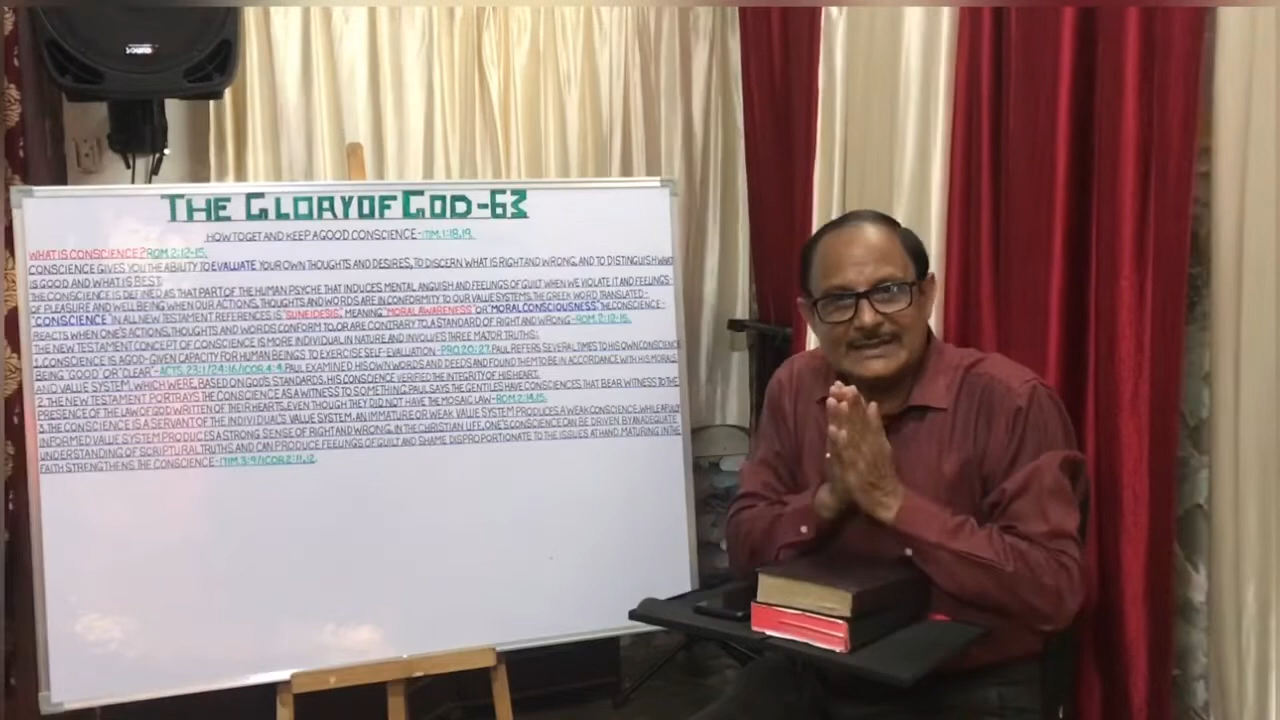 SOUND
THE GLORY OF GOD-63
HOW TO GET AND KEEP A GOOD CONSCIENCE-1TIM.1:18,19.
WHAT IS CONSCIENCE? ROM.2:12-15.
CONSCIENCE GIVES YOU THE ABILITY TO EVALUATE YOUR OWN THOUGHTS AND DESIRES, TO DISCERN WHAT IS RIGHT AND WRONG, AND TO DISTINGUISH WHAT
IS GOOD AND WHAT IS BEST.
THE CONSCIENCE IS DEFINED AS THAT PART OF THE HUMAN PSYCHE THAT INDUCES MENTAL ANGUISH AND FEELINGS OF GUILT WHEN WE VIOLATE IT AND FEELINGS-
OF PLEASURE AND WELLBEING WHEN OUR ACTIONS, THOUGHTS AND WORDS ARE IN CONFORMITY TO OUR VALUE SYSTEMS. THE GREEK WORD TRANSLATED-
"CONSCIENCE" IN ALL NEW TESTAMENT REFERENCES IS "SUNEIDESIS", MEANING "MORAL AWARENESS" OR "MORAL CONSCIOUSNESS". THE CONSCIENCE-
REACTS WHEN ONE'S ACTIONS, THOUGHTS AND WORDS CONFORM TO, OR ARE CONTRARY TO, A STANDARD OF RIGHT AND WRONG-ROM.2:12-15.
THE NEW TESTAMENT CONCEPT OF CONSCIENCE IS MORE INDIVIDUAL IN NATURE AND INVOLVES THREE MAJOR TRUTHS:
1.CONSCIENCE IS A GOD-GIVEN CAPACITY FOR HUMAN BEINGS TO EXERCISE SELF-EVALUATION-PRO.20:27. PAUL REFERS SEVERAL TIMES TO HIS OWN CONSCIENCE
BEING "GOOD" OR "CLEAR"-ACTS.23:1/24:16/1COR.4:4. PAUL EXAMINED HIS OWN WORDS AND DEEDS AND FOUND THEM TO BE IN ACCORDANCE WITH HIS MORALS
AND VALUE SYSTEM, WHICH WERE, BASED ON GOD'S STANDARDS. HIS CONSCIENCE VERIFIED THE INTEGRITY OF HIS HEART.
2.THE NEW TESTAMENT PORTRAYS THE CONSCIENCE AS A WITNESS TO SOMETHING. PAUL SAYS THE GENTILES HAVE CONSCIENCES THAT BEAR WITNESS TO THE
PRESENCE OF THE LAW OF GOD WRITTEN OF THEIR HEARTS, EVEN THOUGH THEY DID NOT HAVE THE MOSAIC LAW-ROM.2:14,15.
3.THE CONSCIENCE IS A SERVANT OF THE INDIVIDUAL'S VALUE SYSTEM. AN IMMATURE OR WEAK VALUE SYSTEM PRODUCES A WEAK CONSCIENCE, WHILE A FULLY
INFORMED VALUE SYSTEM PRODUCES A STRONG SENSE OF RIGHT AND WRONG. IN THE CHRISTIAN LIFE, ONE'S CONSCIENCE CAN BE DRIVEN BY AN ADEQUATE
UNDERSTANDING OF SCRIPTURAL TRUTHS AND CAN PRODUCE FEELINGS OF GUILT AND SHAME DISPROPORTIONATE TO THE ISSUES AT HAND. MATURING IN THE
FAITH STRENGTHENS THE CONSCIENCE-1TIM.3:9/1COR.2:11,12.